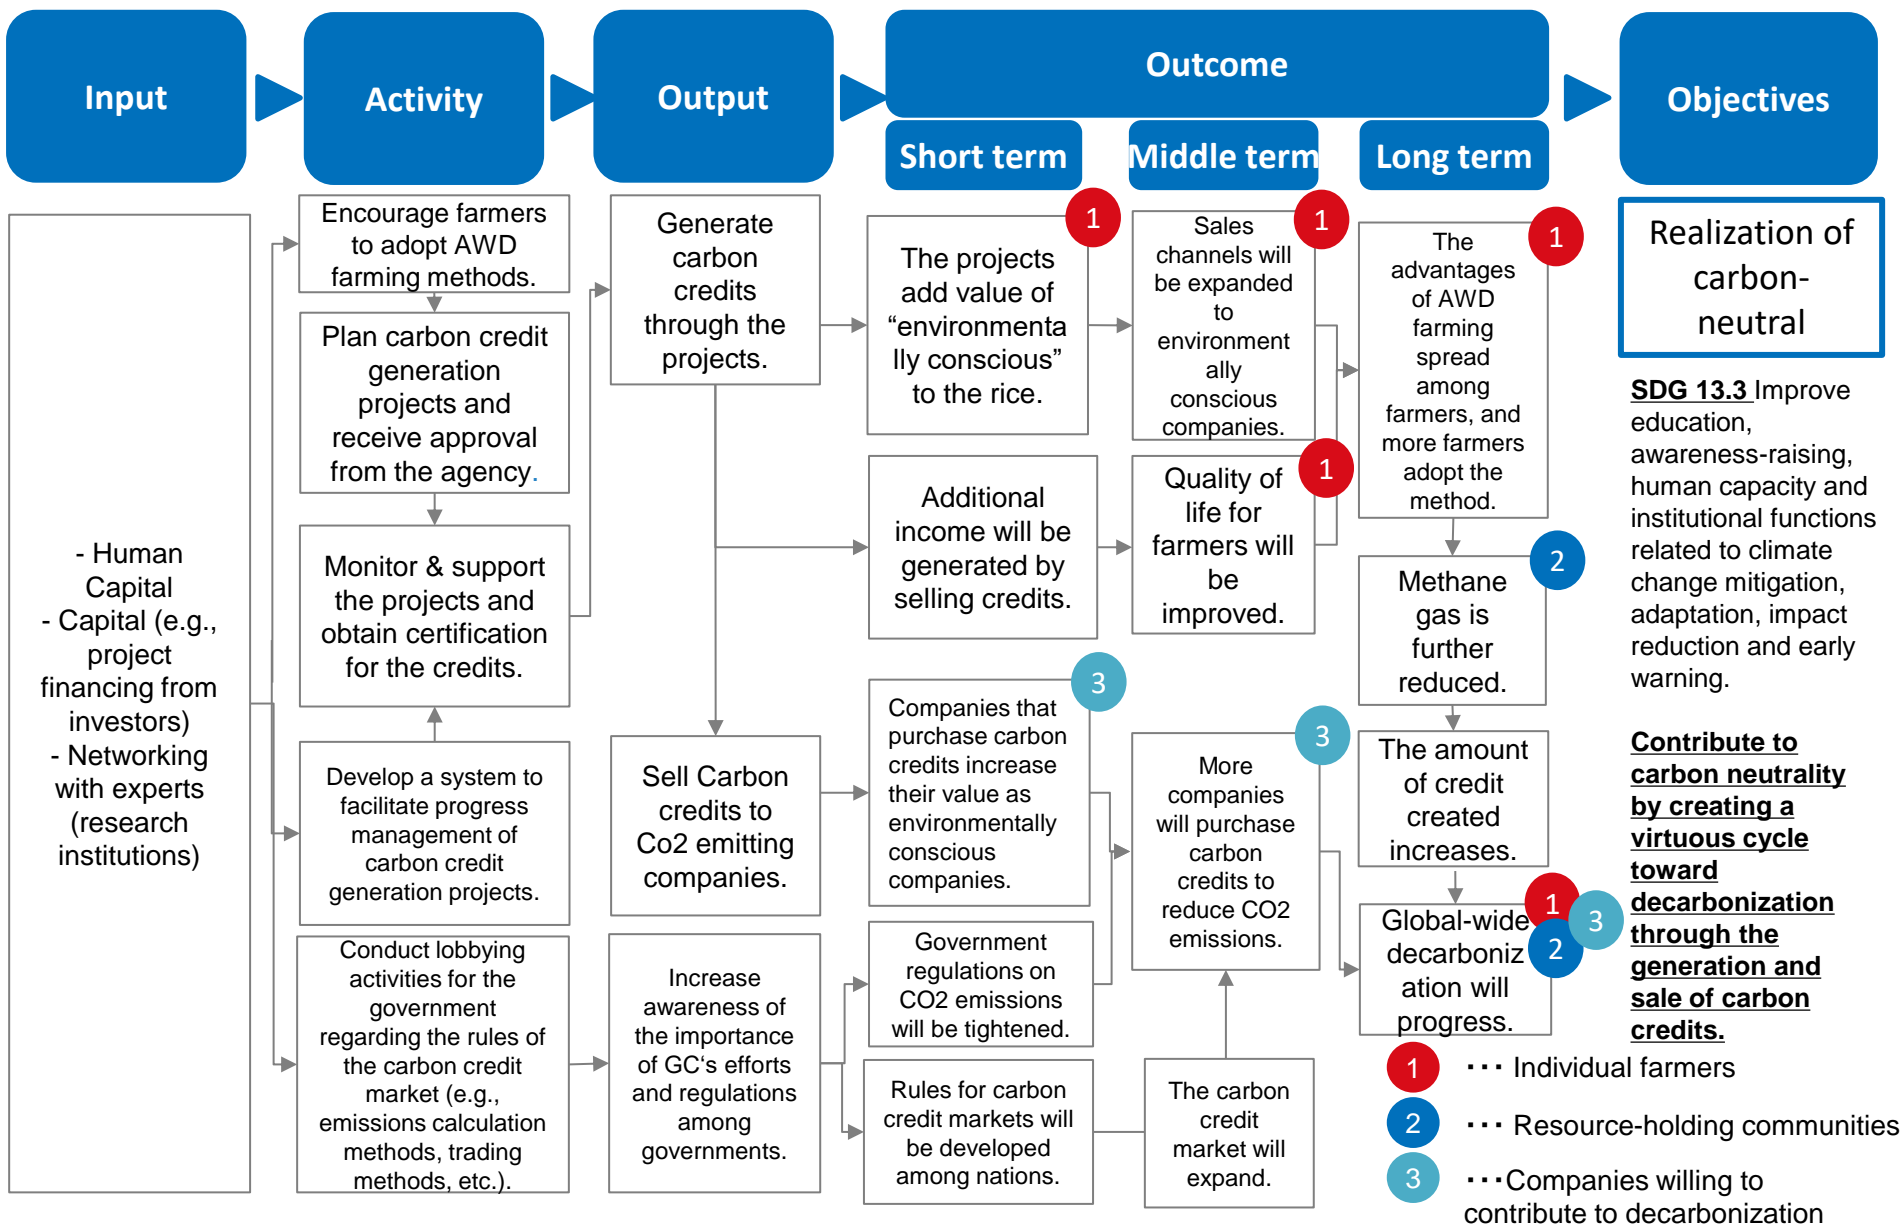 Input
Activity
Output
Outcome
Short term
Middle term
Long term
Objectives
- Human
Capital
- Capital (e.g.,
project
financing from
investors)
- Networking
with experts
(research
institutions)
Encourage farmers
to adopt AWD
farming methods.
Plan carbon credit
generation
projects and
receive approval
from the agency.
Monitor & support
the projects and
obtain certification
for the credits.
Develop a system to
facilitate progress
management of
carbon credit
generation projects.
Conduct lobbying
activities for the
government
regarding the rules of
the carbon credit
market (e.g.,
emissions calculation
methods, trading
methods, etc.).
Generate
carbon
credits
through the
projects.
Sell Carbon
credits to
Co2 emitting
companies.
Increase
awareness of
the importance
of GC‘s efforts
and regulations
among
governments.
1
The projects
add value of
“environmenta
lly conscious”
to the rice.
Additional
income will be
generated by
selling credits.
3
Companies that
purchase carbon
credits increase
their value as
environmentally
conscious
companies.
Government
regulations on
CO2 emissions
will be tightened.
Rules for carbon
credit markets will
be developed
among nations.
1
Sales
channels will
be expanded
to
environment
ally
conscious
companies.
1
Quality of
life for
farmers will
be
improved.
3
More
companies
will purchase
carbon
credits to
reduce CO2
emissions.
The carbon
credit
market will
expand.
1
The
advantages
of AWD
farming
spread
among
farmers, and
more farmers
adopt the
method.
2
Methane
gas is
further
reduced.
The amount
of credit
created
increases.
1
3
2
Global-wide
decarboniz
ation will
progress.
Realization of
carbon-
neutral
SDG 13.3 Improve
education,
awareness-raising,
human capacity and
institutional functions
related to climate
change mitigation,
adaptation, impact
reduction and early
warning.
Contribute to
carbon neutrality
by creating a
virtuous cycle
toward
decarbonization
through the
generation and
sale of carbon
credits.
1 ・・・ Individual farmers
2 ・・・ Resource-holding communities
3 ・・・Companies willing to
contribute to decarbonization